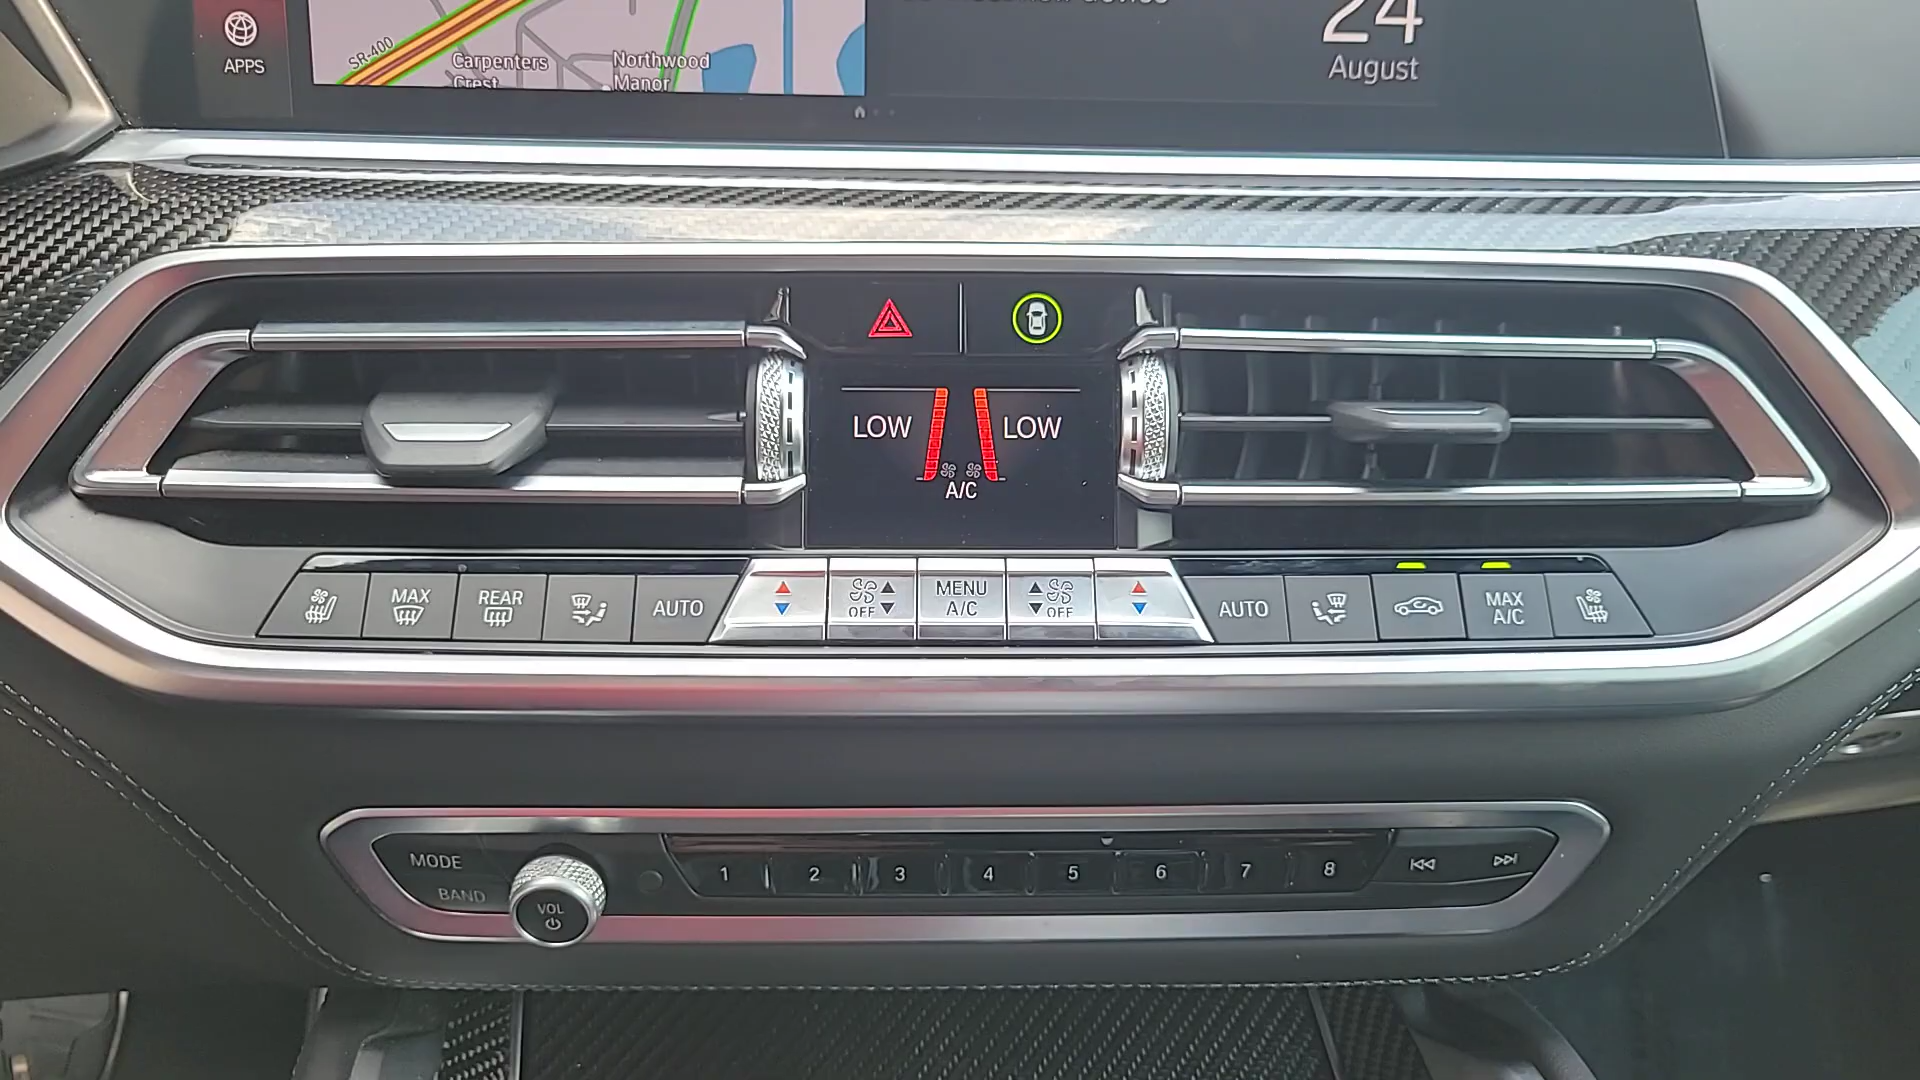 24
August
APPS
SR-400
Carpenters
Crest
Northwood
Manor
LOW
LOW
A/C
MAX
REAR
AUTO
OFF
MENU
A/C
OFF
AUTO
MAX
A/C
MODE
BAND
VOL
1 2 3 4 5 6 7 8